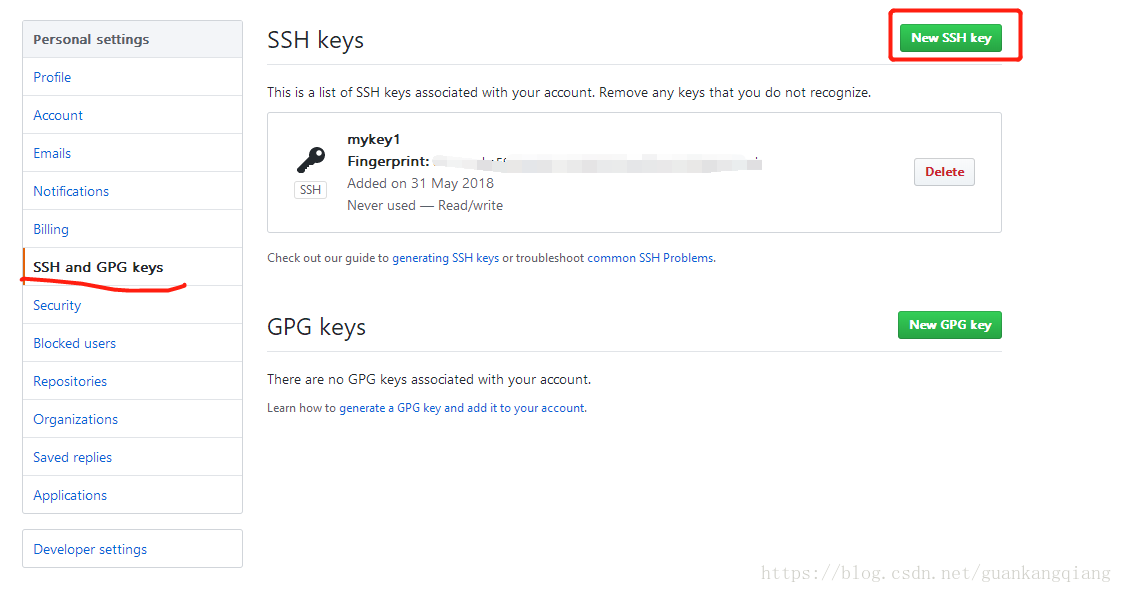 Personal settings
Profile
Account
Emails
Notifications
Billing
SSH and GPG keys
Security
Blocked users
Repositories
Organizations
Saved replies
Applications
Developer settings
SSH keys
New SSH key
This is a list of SSH keys associated with your account. Remove any keys that you do not recognize.
mykey1
Fingerprint:
SSH
Added on 31 May 2018
Never used — Read/write
Delete
Check out our guide to generating SSH keys or troubleshoot common SSH Problems.
GPG keys
New GPG key
There are no GPG keys associated with your account.
Learn how to generate a GPG key and add it to your account.
https://blog.csdn.net/guankangqiang